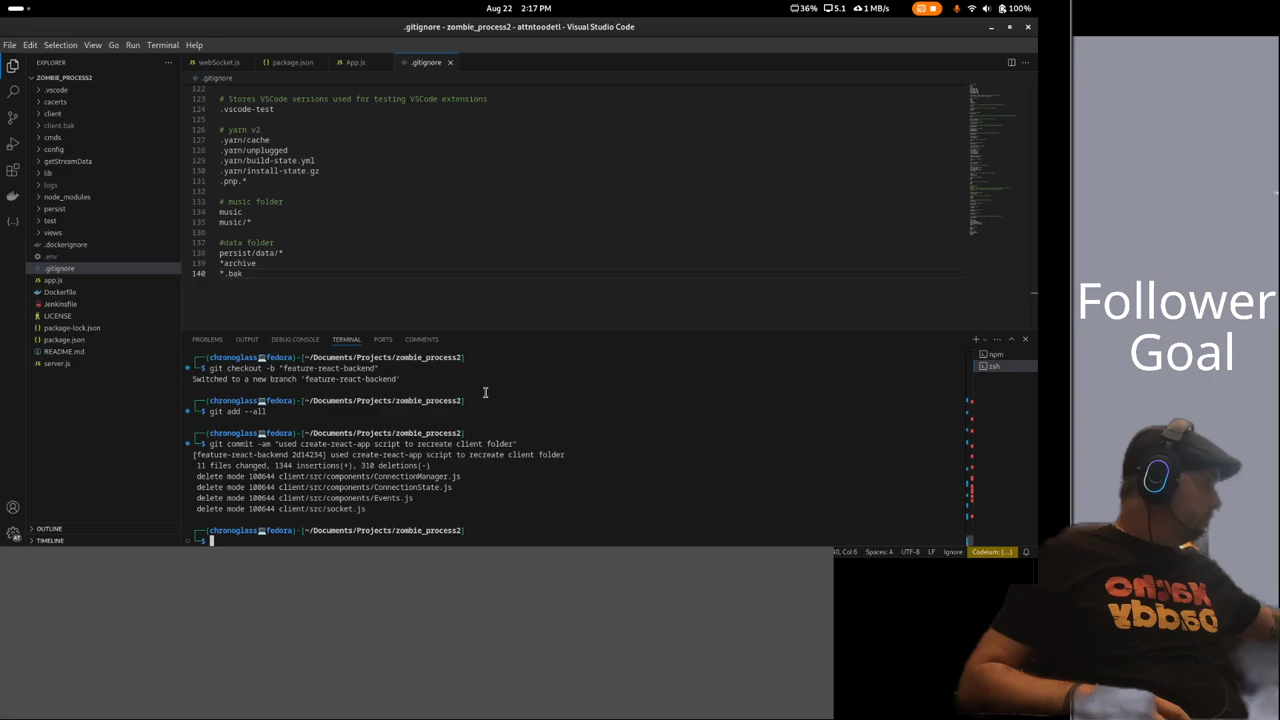 Aug 22 2:17 PM
36% 5.1 1 MB/s 100%
.gitignore - zombie_process2 - attntoodetl - Visual Studio Code
File Edit Selection View Go Run Terminal Help
EXPLORER
webSocket.js package.json App.js .gitignore
ZOMBIE_PROCESS2
.gitignore
.vscode
cacerts
client
client.bak
cmds
config
getStreamData
lib
logs
node_modules
persist
test
views
.dockerignore
.env
.gitignore
app.js
Dockerfile
Jenkinsfile
LICENSE
package-lock.json
package.json
README.md
server.js
OUTLINE
TIMELINE
122
123 # Stores VSCode versions used for testing VSCode extensions
124 .vscode-test
125
126 # yarn v2
127 .yarn/cache
128 .yarn/unplugged
129 .yarn/build-state.yml
130 .yarn/install-state.gz
131 .pnp.*
132
133 # music folder
134 music
135 music/*
136
137 #data folder
138 persist/data/*
139 *archive
140 *.bak
PROBLEMS OUTPUT DEBUG CONSOLE TERMINAL PORTS COMMENTS
npm
zsh
(chronoglass💻fedora)-[~/Documents/Projects/zombie_process2]
$ git checkout -b "feature-react-backend"
Switched to a new branch 'feature-react-backend'
(chronoglass💻fedora)-[~/Documents/Projects/zombie_process2]
$ git add --all
(chronoglass💻fedora)-[~/Documents/Projects/zombie_process2]
$ git commit -am "used create-react-app script to recreate client folder"
[feature-react-backend 2d14234] used create-react-app script to recreate client folder
11 files changed, 1344 insertions(+), 310 deletions(-)
delete mode 100644 client/src/components/ConnectionManager.js
delete mode 100644 client/src/components/ConnectionState.js
delete mode 100644 client/src/components/Events.js
delete mode 100644 client/src/socket.js
(chronoglass💻fedora)-[~/Documents/Projects/zombie_process2]
$
40, Col 6 Spaces: 4 UTF-8 LF Ignore Codeium: {...}
Follower
Goal
Nacho
Daddy